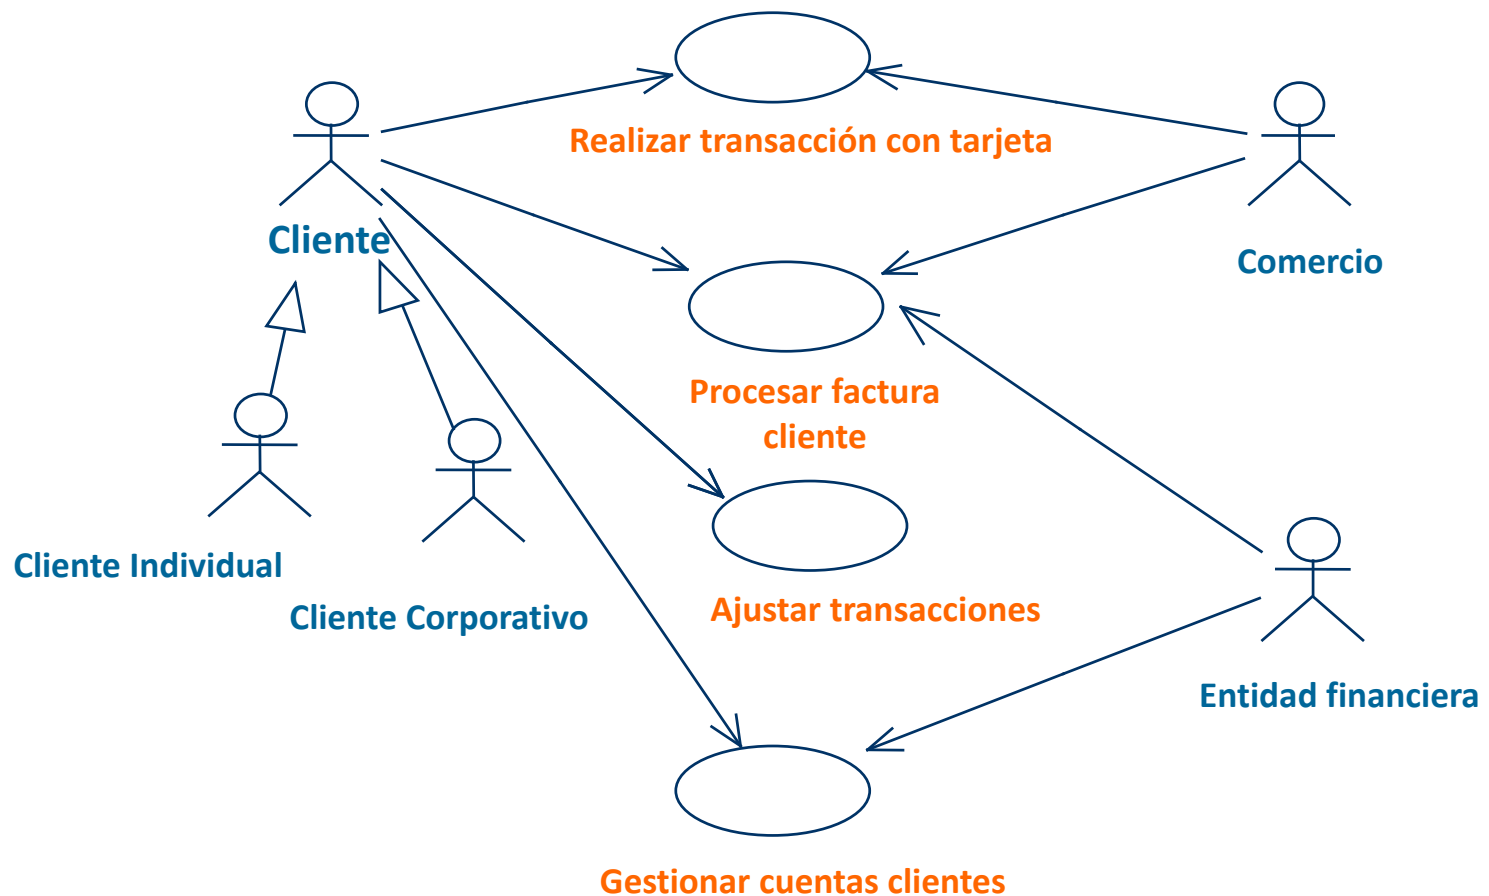 Realizar transacción con tarjeta
Cliente
Comercio
Procesar factura
cliente
Cliente Individual
Cliente Corporativo
Ajustar transacciones
Entidad financiera
Gestionar cuentas clientes